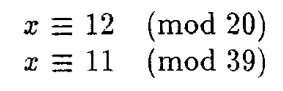 x ≡ 12 (mod 20)
x ≡ 11 (mod 39)